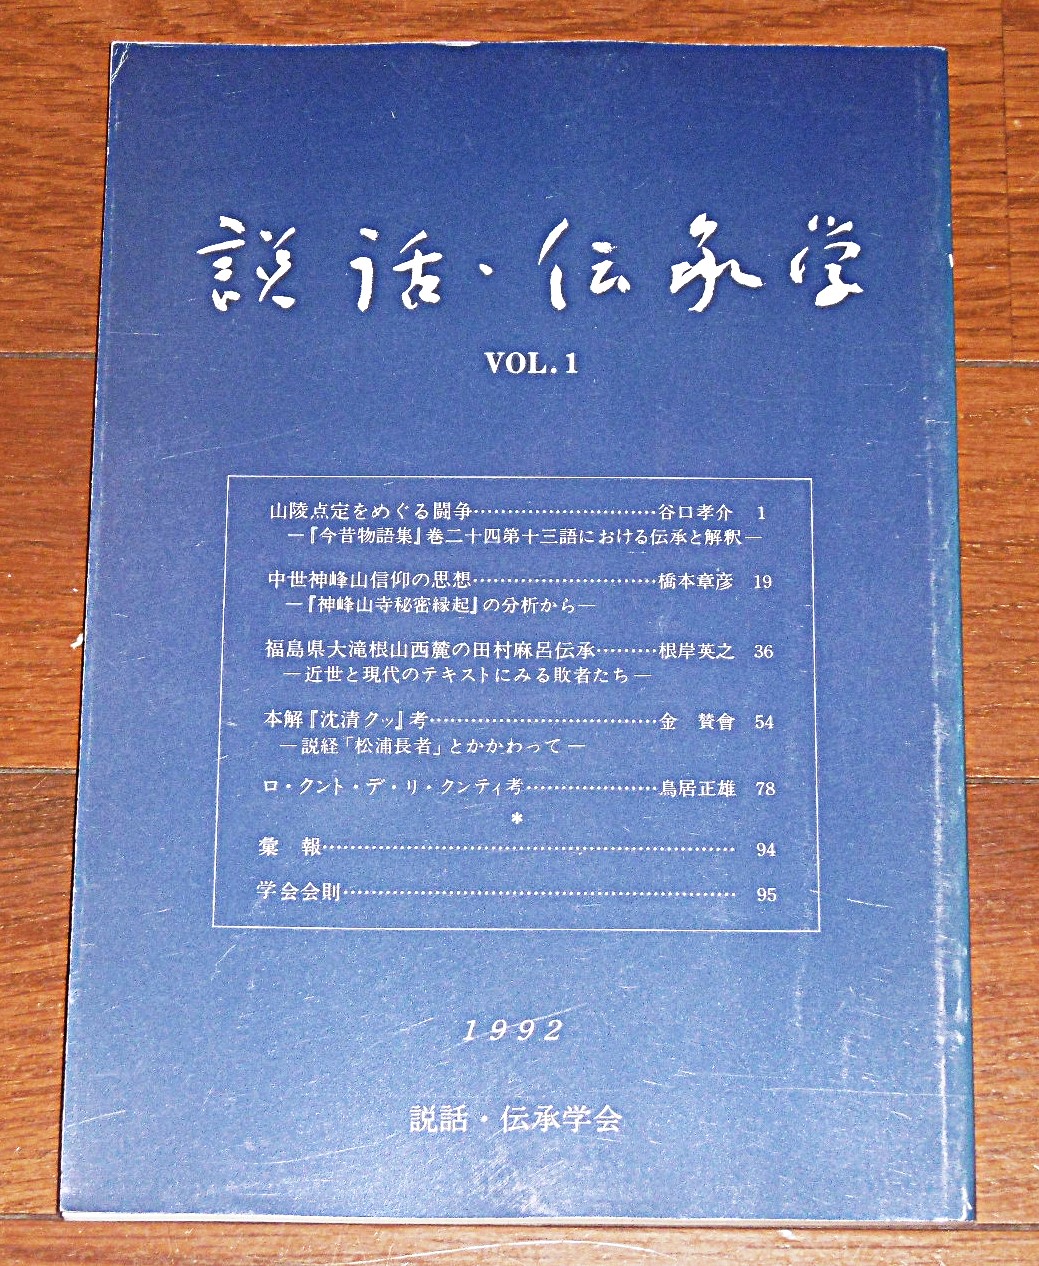 説話・伝承学
VOL.1
山陵点定をめぐる闘争……………………谷口孝介 1
―『今昔物語集』巻二十四第十三語における伝承と解釈―
中世神峰山信仰の思想……………………橋本章彦 19
―『神峰山寺秘密縁起』の分析から―
福島県大滝根山西麓の田村麻呂伝承………根岸英之 36
―近世と現代のテキストにみる敗者たち―
本解『沈清クッ』考……………………………金 賛會 54
―説経「松浦長者」とかかわって―
ロ・クント・デ・リ・クンティ考………………鳥居正雄 78
*
彙 報…………………………………………………… 94
学会会則………………………………………………… 95
1992
説話・伝承学会